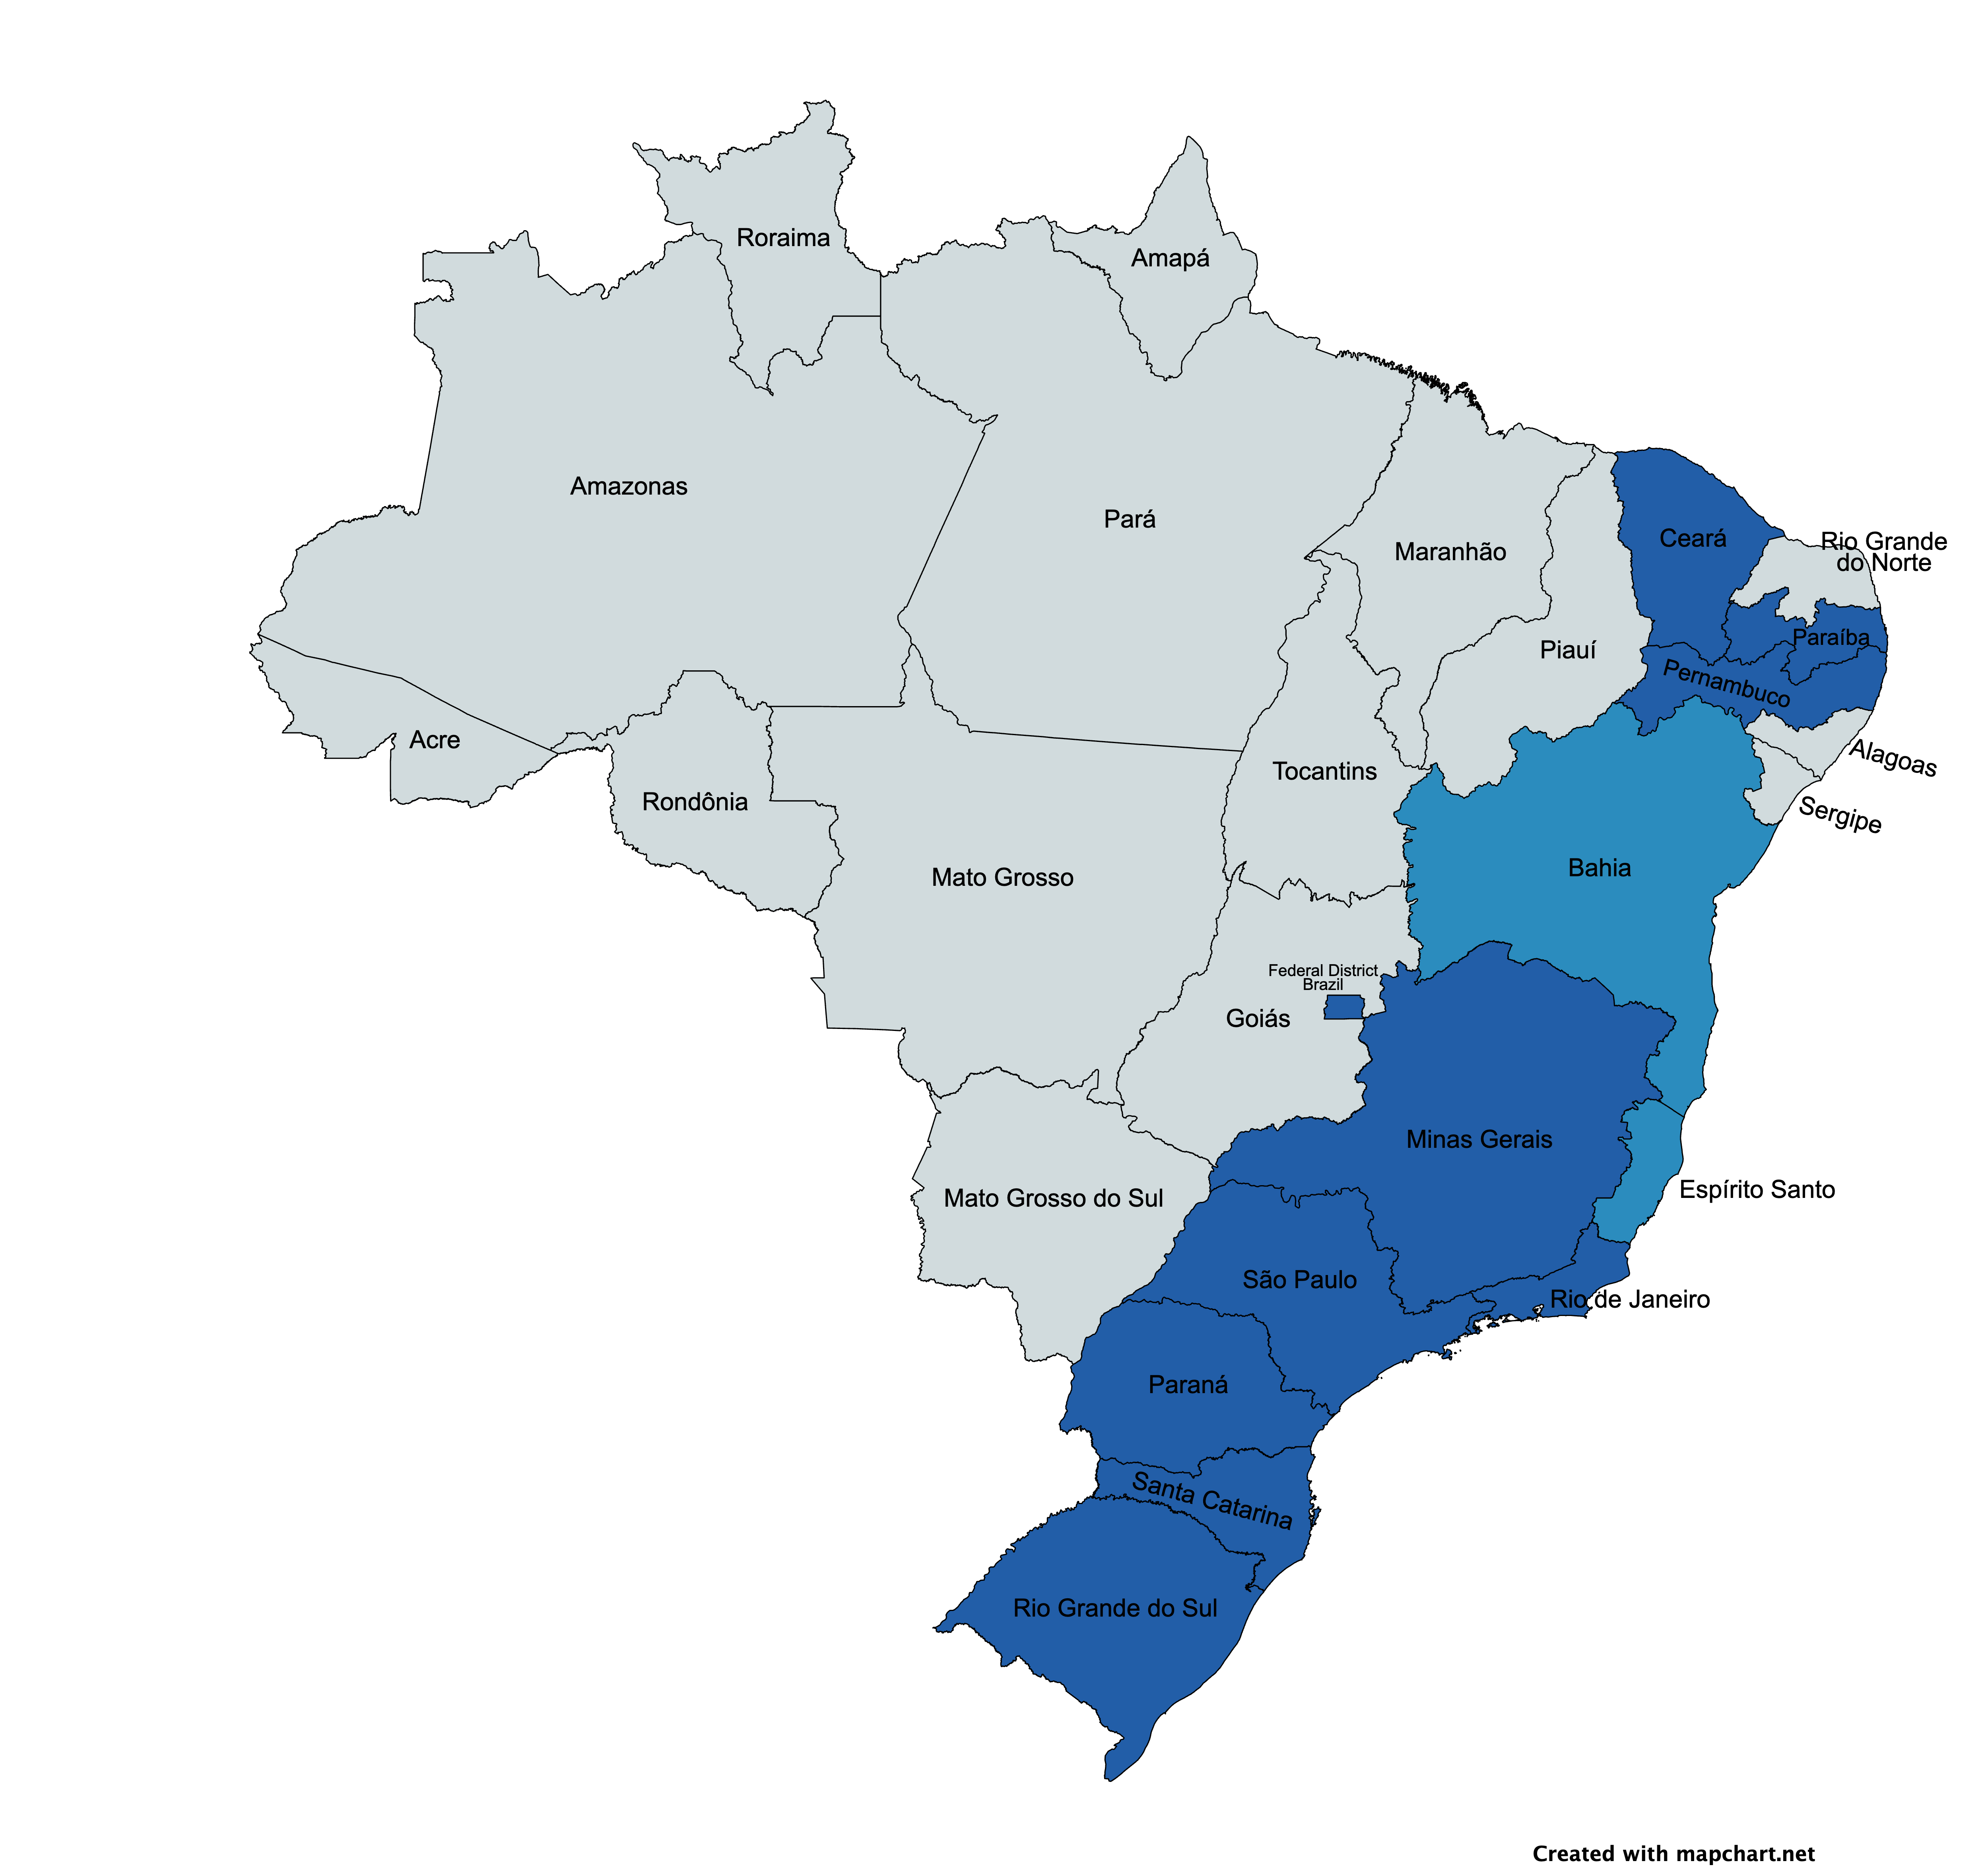 Roraima
Amapá
Amazonas
Pará
Maranhão
Ceará
Rio Grande
do Norte
Paraíba
Piauí
Pernambuco
Acre
Alagoas
Tocantins
Rondônia
Sergipe
Bahia
Mato Grosso
Federal District
Brazil
Goiás
Minas Gerais
Espírito Santo
Mato Grosso do Sul
São Paulo
Rio de Janeiro
Paraná
Santa Catarina
Rio Grande do Sul
Created with mapchart.net